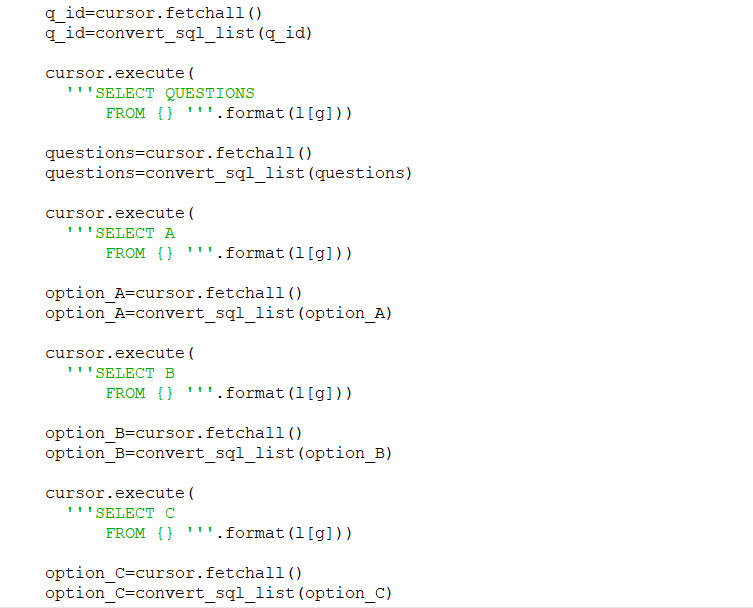 q_id=cursor.fetchall()
q_id=convert_sql_list(q_id)
cursor.execute(
'''SELECT QUESTIONS
FROM {} '''.format(l[g]))
questions=cursor.fetchall()
questions=convert_sql_list(questions)
cursor.execute(
'''SELECT A
FROM {} '''.format(l[g]))
option_A=cursor.fetchall()
option_A=convert_sql_list(option_A)
cursor.execute(
'''SELECT B
FROM {} '''.format(l[g]))
option_B=cursor.fetchall()
option_B=convert_sql_list(option_B)
cursor.execute(
'''SELECT C
FROM {} '''.format(l[g]))
option_C=cursor.fetchall()
option_C=convert_sql_list(option_C)